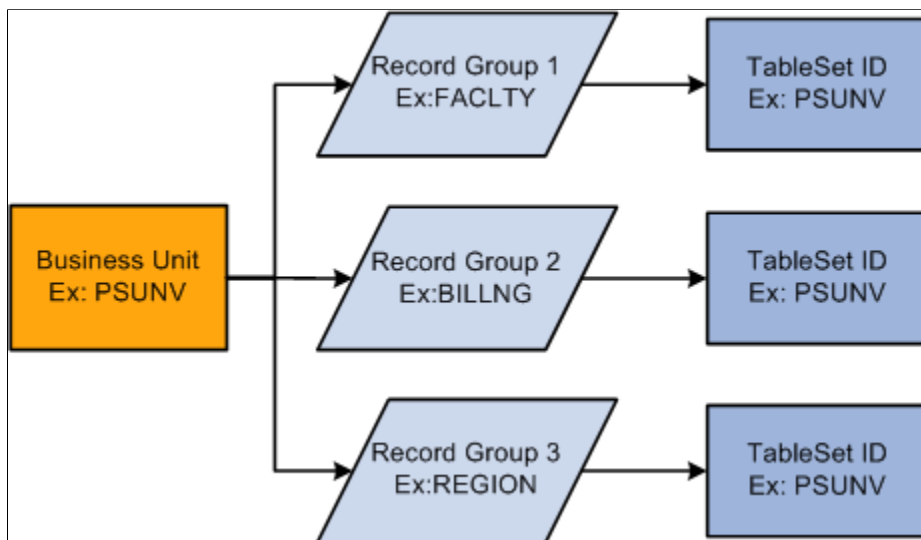 Record Group 1
Ex:FACLTY
TableSet ID
Ex: PSUNV
Business Unit
Ex: PSUNV
Record Group 2
Ex:BILLNG
TableSet ID
Ex: PSUNV
Record Group 3
Ex:REGION
TableSet ID
Ex: PSUNV